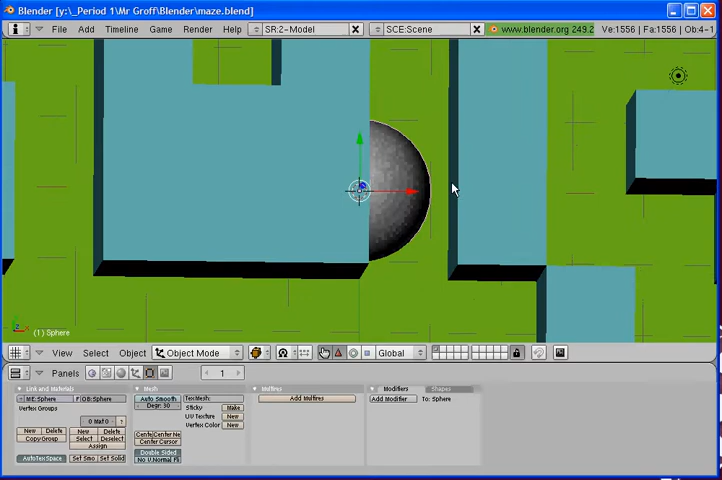 Blender [y:\_Period 1\Mr Groff\Blender\maze.blend]
File Add Timeline Game Render Help SR:2-Model SCE:Scene www.blender.org 249.2 Ve:1556 | Fa:1556 | Ob:4-1
(1) Sphere
View Select Object Object Mode Global
Panels 1
Link and Materials Mesh Multires Modifiers Shapes
ME:Sphere F OB:Sphere Auto Smooth TexMesh: Add Multires Add Modifier To: Sphere
Vertex Groups Degr: 30 Sticky Make
0 Mat 0 ? UV Texture New
New Delete New Delete Vertex Color New
Copy Group Select Deselect Center Cursor
Assign
Double Sided
AutoTexSpace Set Smo Set Solid